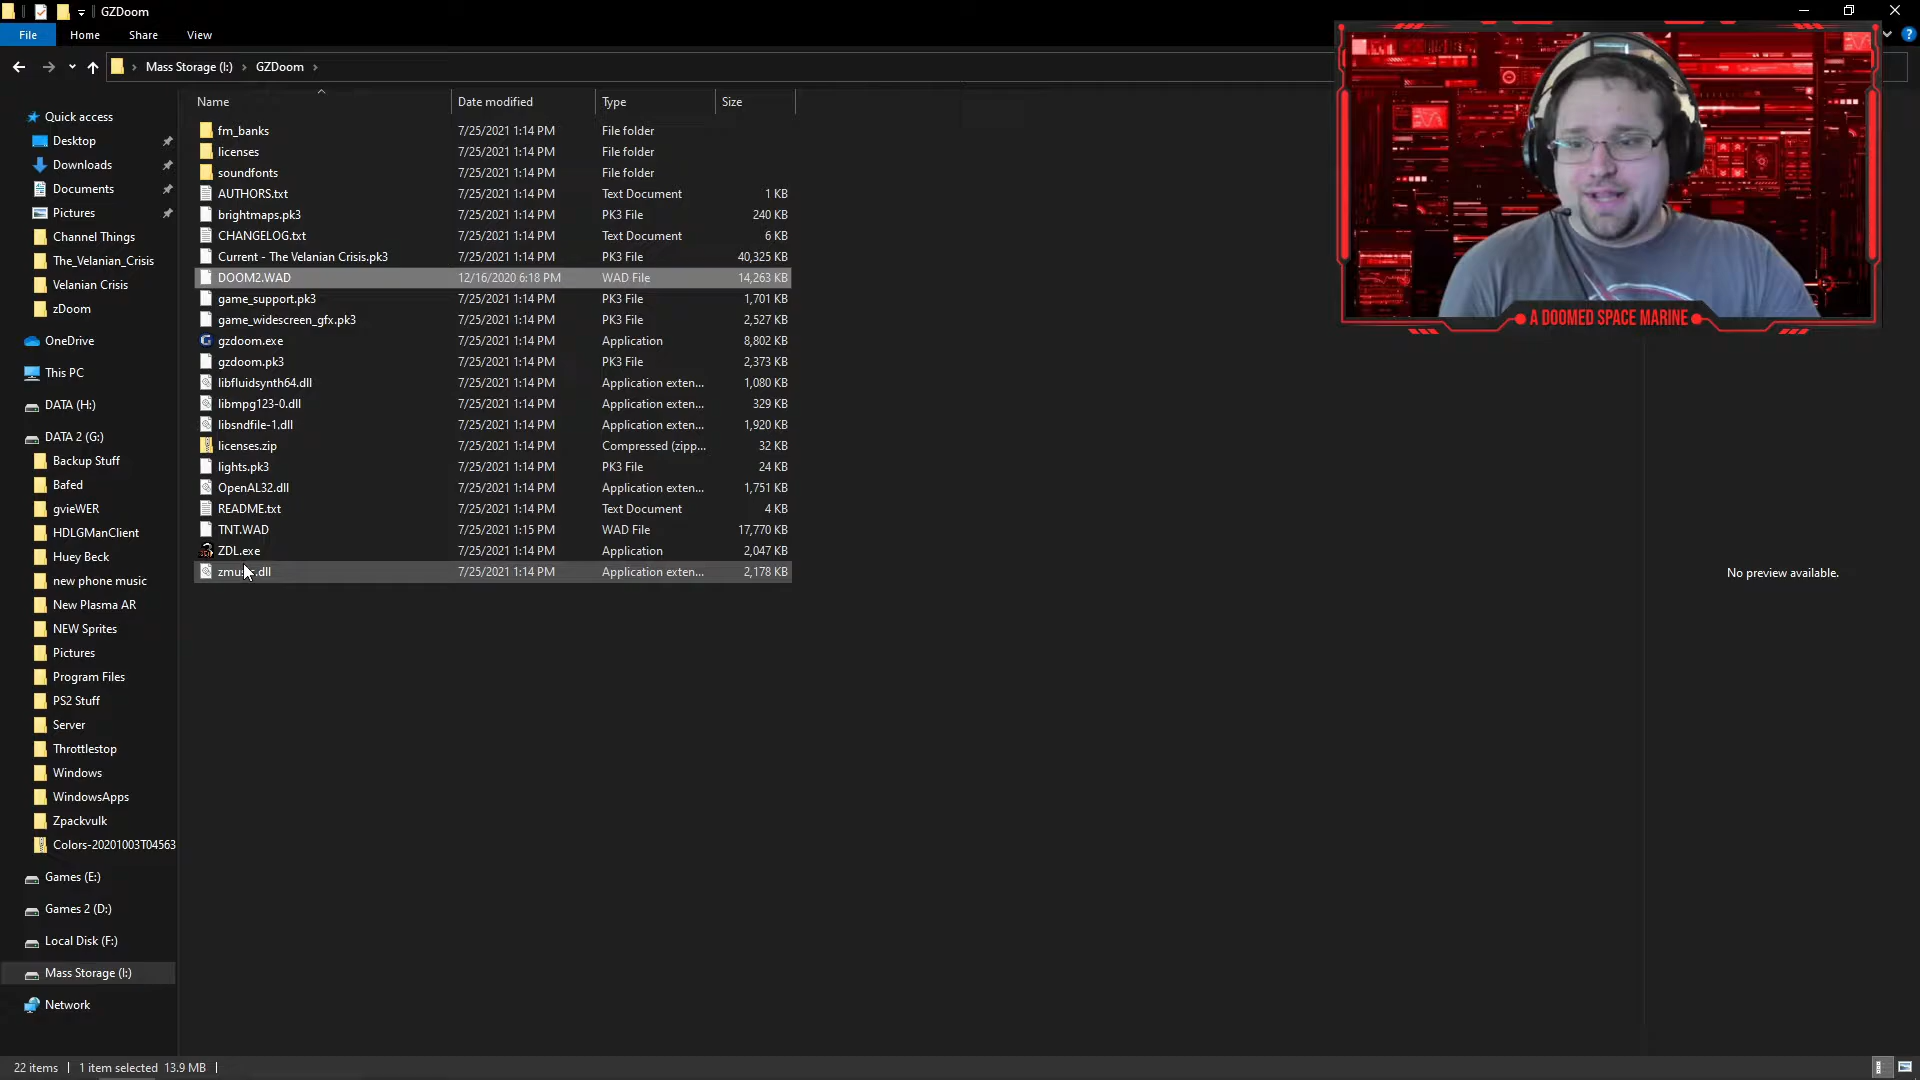 GZDoom
File Home Share View
Mass Storage (I:) GZDoom
Name Date modified Type Size
fm_banks 7/25/2021 1:14 PM File folder
licenses 7/25/2021 1:14 PM File folder
soundfonts 7/25/2021 1:14 PM File folder
AUTHORS.txt 7/25/2021 1:14 PM Text Document 1 KB
brightmaps.pk3 7/25/2021 1:14 PM PK3 File 240 KB
CHANGELOG.txt 7/25/2021 1:14 PM Text Document 6 KB
Current - The Velanian Crisis.pk3 7/25/2021 1:14 PM PK3 File 40,325 KB
DOOM2.WAD 12/16/2020 6:18 PM WAD File 14,263 KB
game_support.pk3 7/25/2021 1:14 PM PK3 File 1,701 KB
game_widescreen_gfx.pk3 7/25/2021 1:14 PM PK3 File 2,527 KB
gzdoom.exe 7/25/2021 1:14 PM Application 8,802 KB
gzdoom.pk3 7/25/2021 1:14 PM PK3 File 2,373 KB
libfluidsynth64.dll 7/25/2021 1:14 PM Application exten... 1,080 KB
libmpg123-0.dll 7/25/2021 1:14 PM Application exten... 329 KB
libsndfile-1.dll 7/25/2021 1:14 PM Application exten... 1,920 KB
licenses.zip 7/25/2021 1:14 PM Compressed (zipp... 32 KB
lights.pk3 7/25/2021 1:14 PM PK3 File 24 KB
OpenAL32.dll 7/25/2021 1:14 PM Application exten... 1,751 KB
README.txt 7/25/2021 1:14 PM Text Document 4 KB
TNT.WAD 7/25/2021 1:15 PM WAD File 17,770 KB
ZDL.exe 7/25/2021 1:14 PM Application 2,047 KB
7/25/2021 1:14 PM Application exten... 2,178 KB
Quick access
Desktop
Downloads
Documents
Pictures
Channel Things
The_Velanian_Crisis
Velanian Crisis
zDoom
OneDrive
This PC
DATA (H:)
DATA 2 (G:)
Backup Stuff
Bafed
gvieWER
HDLGManClient
Huey Beck
new phone music
New Plasma AR
NEW Sprites
Pictures
Program Files
PS2 Stuff
Server
Throttlestop
Windows
WindowsApps
Zpackvulk
Colors-20201003T04563
Games (E:)
Games 2 (D:)
Local Disk (F:)
Mass Storage (I:)
Network
A DOOMED SPACE MARINE
No preview available.
22 items 1 item selected 13.9 MB